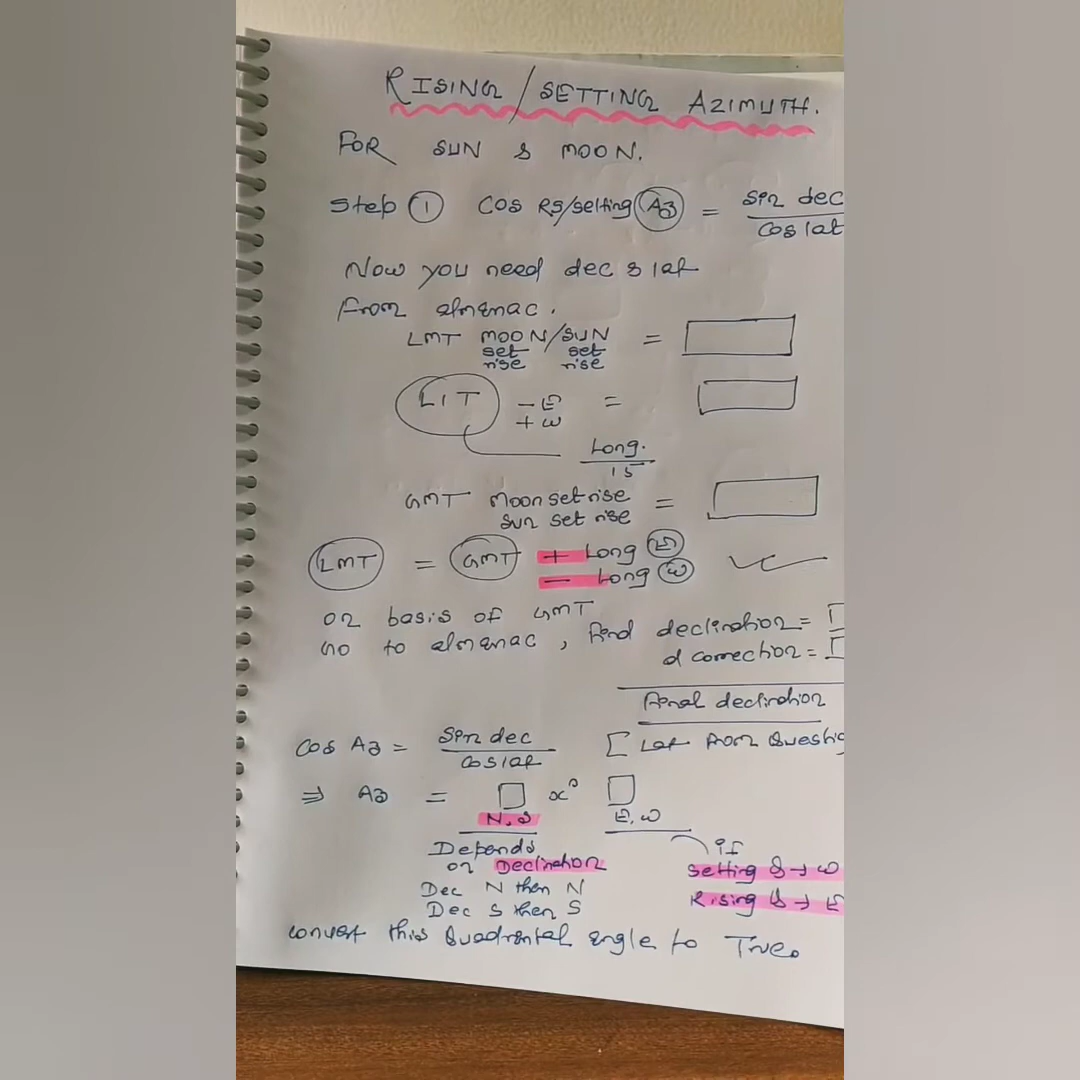 RISING / SETTING AZIMUTH.
FOR SUN & MOON.
Step ① COS RS/setting (Az) = sin dec / cos lat
Now you need dec & lat
from almanac.
LMT MOON/SUN =
set set
rise rise
LIT - E =
+ W
Long.
15
GMT Moon set rise =
Sun set rise
LMT = GMT + Long (E)
- Long (W)
on basis of GMT
Go to almanac, find declination =
d correction =
Final declination
Cos Az = sin dec / cos lat [ Lat from Questio
⇒ Az = x°
N, S E, W
Depends
on Declination
if
setting → W
Rising → E
Dec N then N
Dec S then S
convert this Quadrantal angle to True.